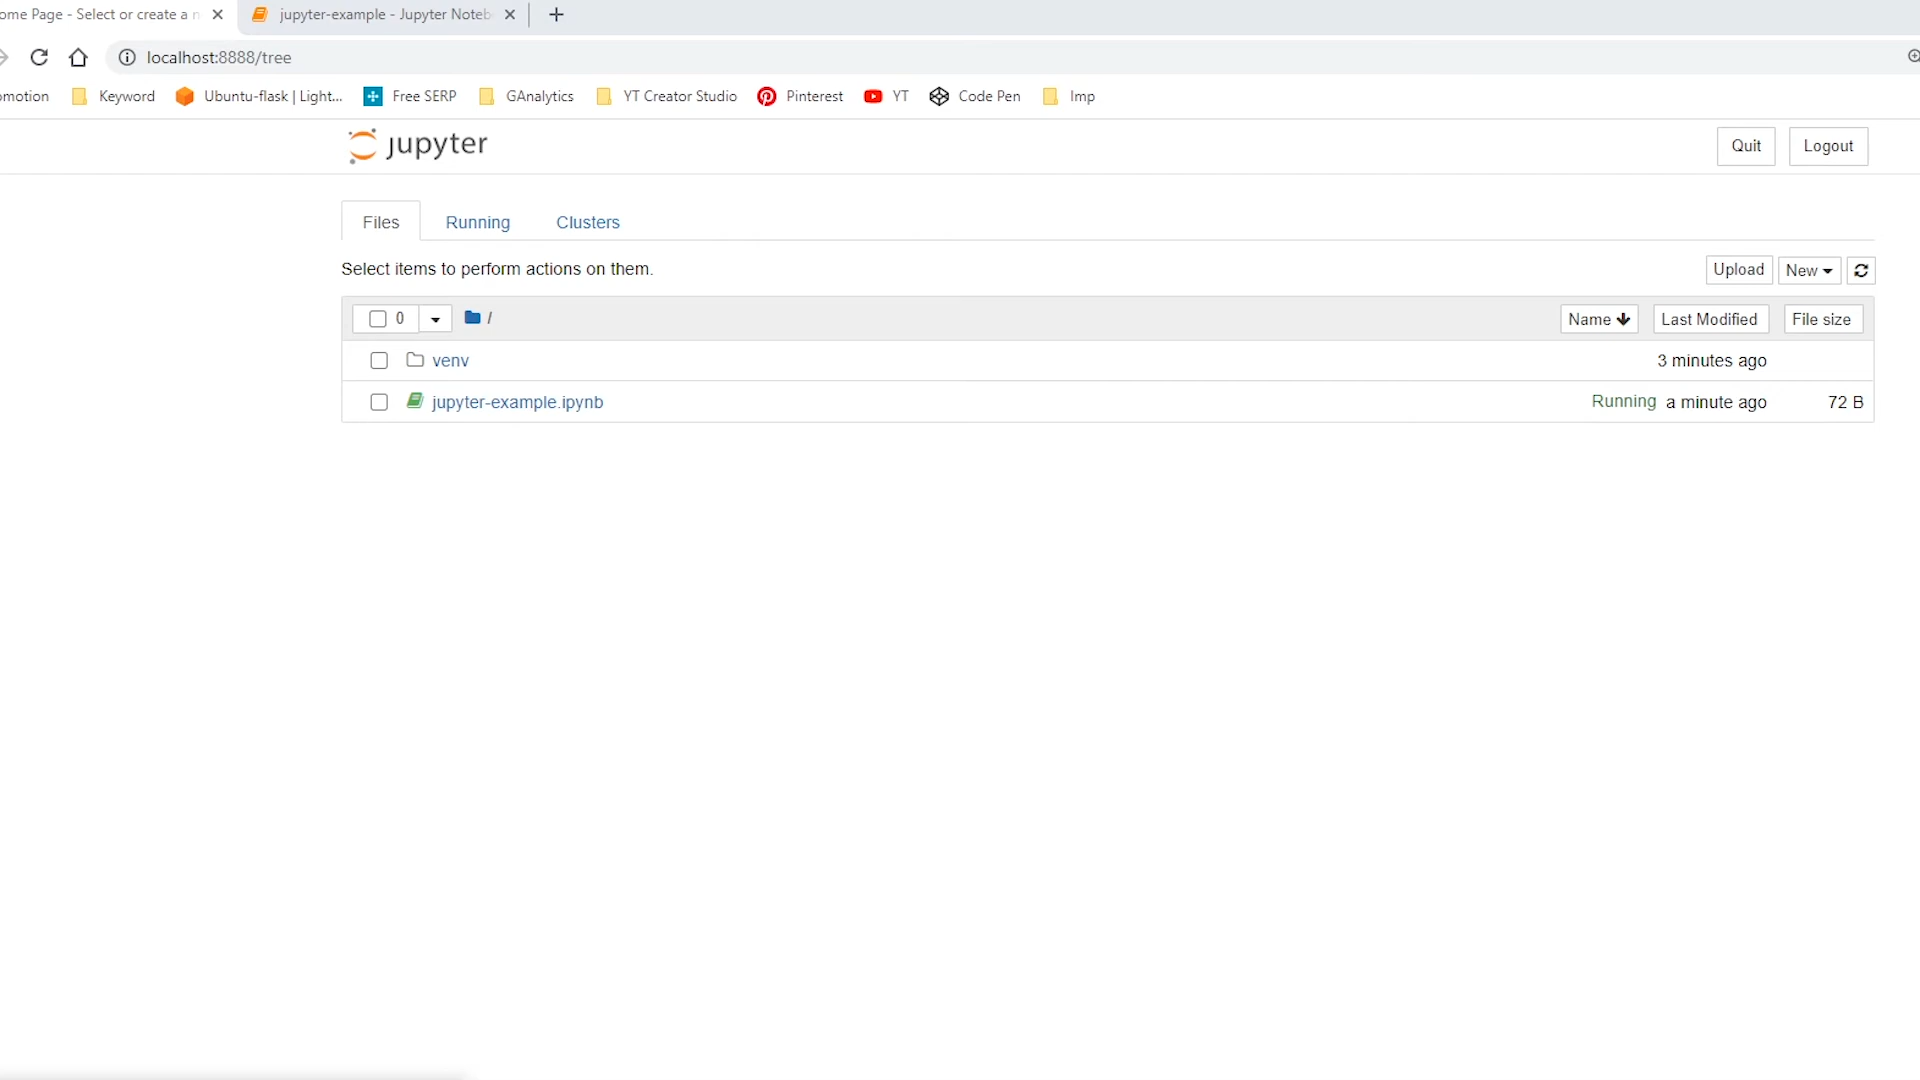 ome Page - Select or create a n jupyter-example - Jupyter Noteb
localhost:8888/tree
omotion Keyword Ubuntu-flask | Light... Free SERP GAnalytics YT Creator Studio Pinterest YT Code Pen Imp
jupyter Quit Logout
Files Running Clusters
Select items to perform actions on them. Upload New
0 / Name Last Modified File size
venv 3 minutes ago
jupyter-example.ipynb Running a minute ago 72 B